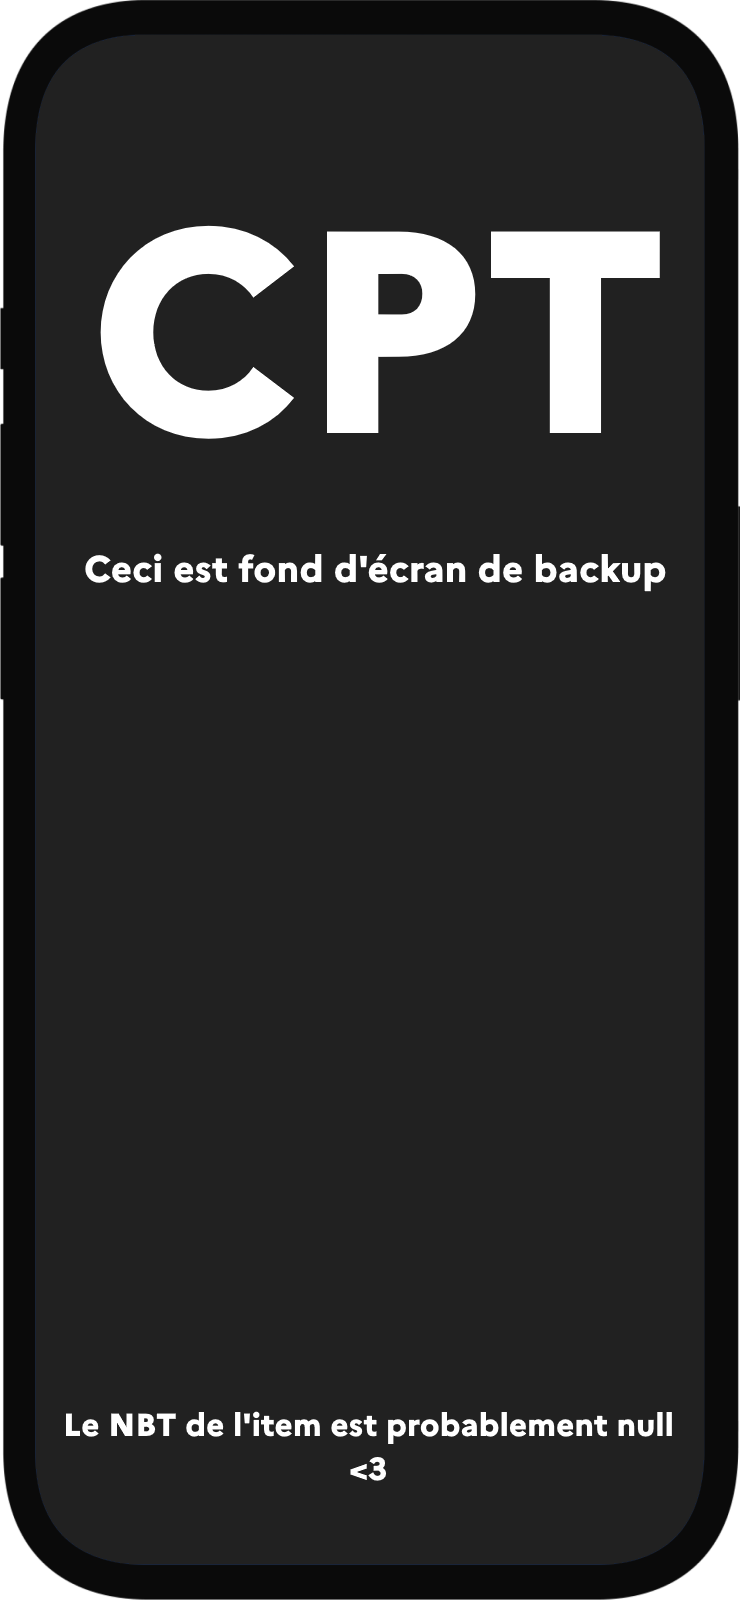 CPT
Ceci est fond d'écran de backup
Le NBT de l'item est probablement null
<3